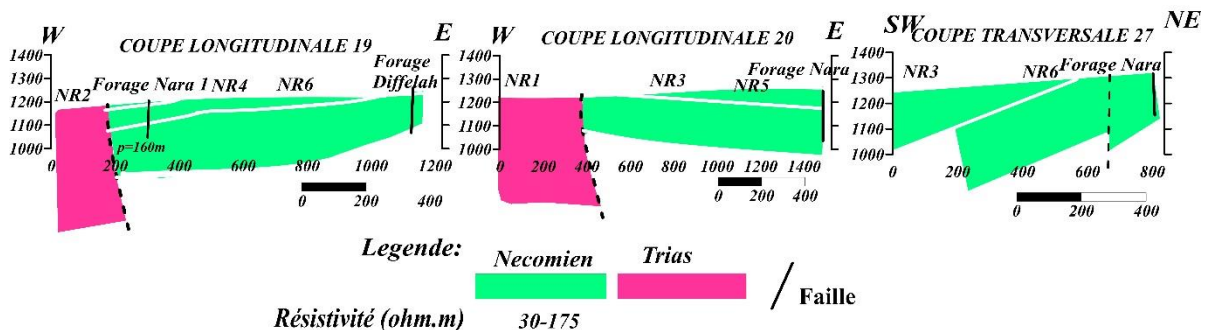 W E
COUPE LONGITUDINALE 19
Forage Diffelah
Forage Nara 1
NR2 NR4 NR6
p=160m
1400
1300
1200
1100
1000
0 200 400 600 800 1000 1200
0 200 400
W E
COUPE LONGITUDINALE 20
Forage Nara
NR1 NR3 NR5
1400
1300
1200
1100
1000
0 200 400 600 800 1000 1200 1400
0 200 400
SW NE
COUPE TRANSVERSALE 27
NR3 NR6 Forage Nara
1400
1300
1200
1100
1000
0 200 400 600 800
0 200 400
Legende:
Necomien Trias
Faille
Résistivité (ohm.m) 30-175